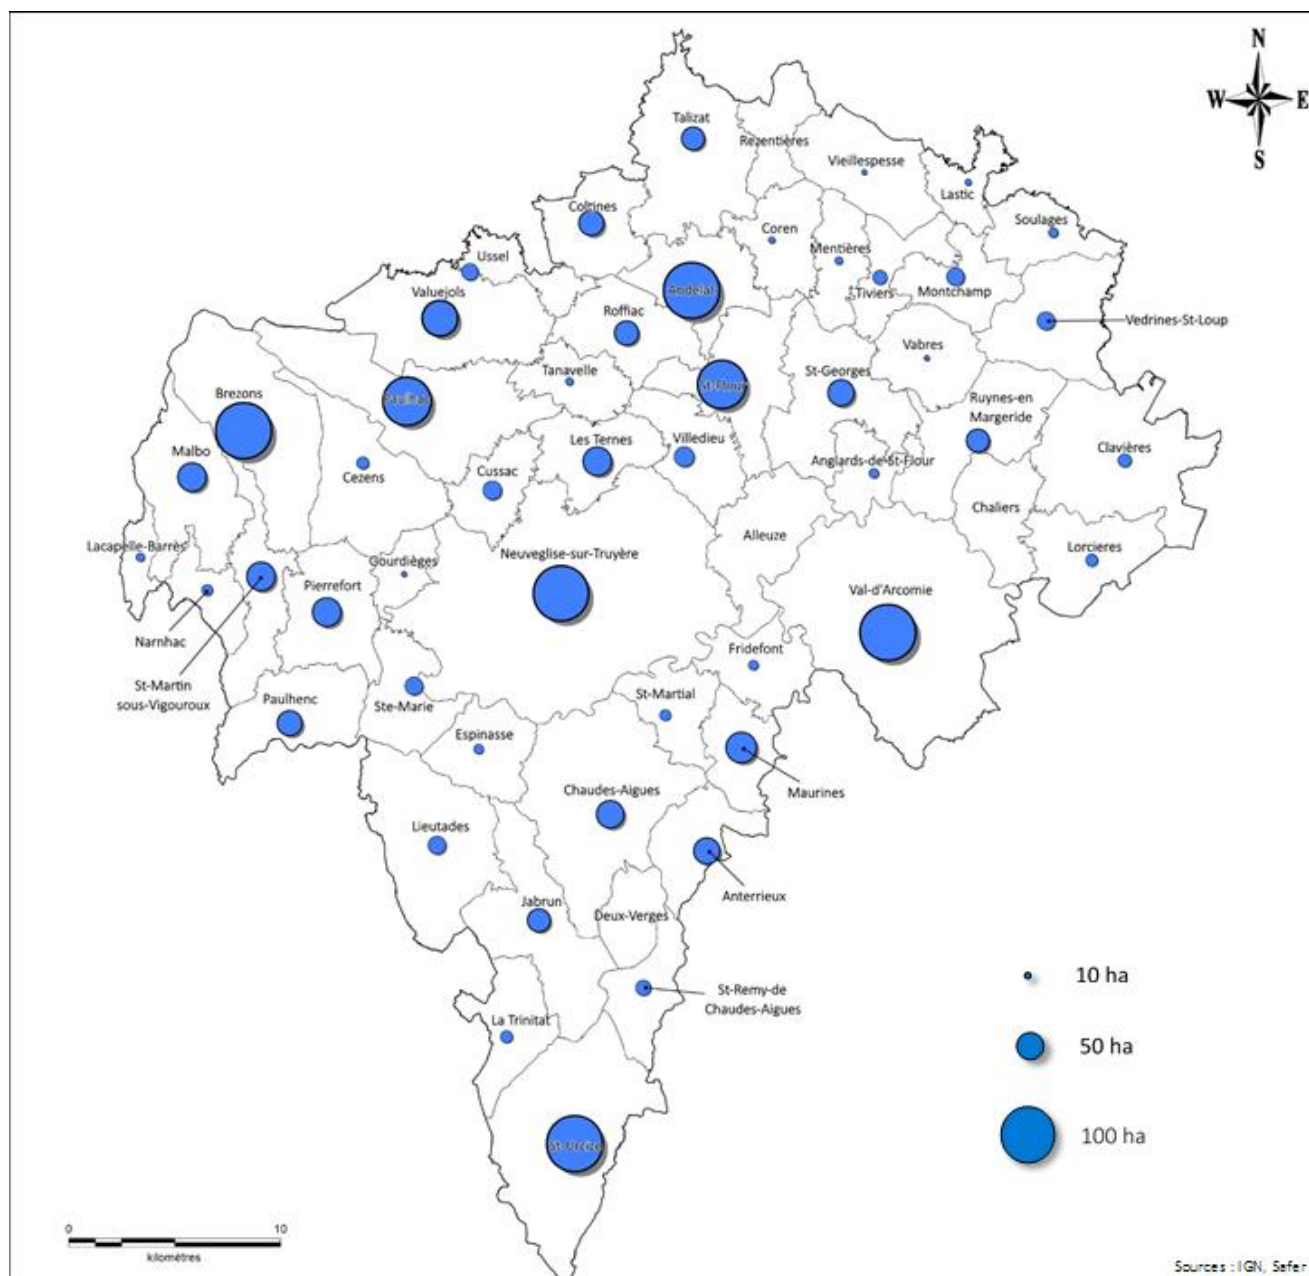 N
W E
S
Talizat
Rezentières
Vieillespesse
Lastic
Coltines
Soulages
Coren
Mentières
Ussel
Tiviers
Montchamp
Andelat
Valuejols
Roffiac
Vedrines-St-Loup
Vabres
Tanavelle
St-Georges
St-Flour
Brezons
Paulhac
Ruynes-en
Margeride
Malbo
Les Ternes
Villedieu
Clavières
Cezens
Cussac
Anglards-de-St-Flour
Chaliers
Alleuze
Lacapelle-Barrès
Lorcieres
Gourdièges
Neuveglise-sur-Truyère
Pierrefort
Val-d'Arcomie
Narnhac
Fridefont
St-Martin
sous-Vigouroux
St-Martial
Paulhenc
Ste-Marie
Espinasse
Chaudes-Aigues
Maurines
Lieutades
Anterrieux
Jabrun
Deux-Verges
10 ha
St-Remy-de
Chaudes-Aigues
La Trinitat
50 ha
100 ha
St-Urcize
0 10
kilomètres
Sources : IGN, Safer